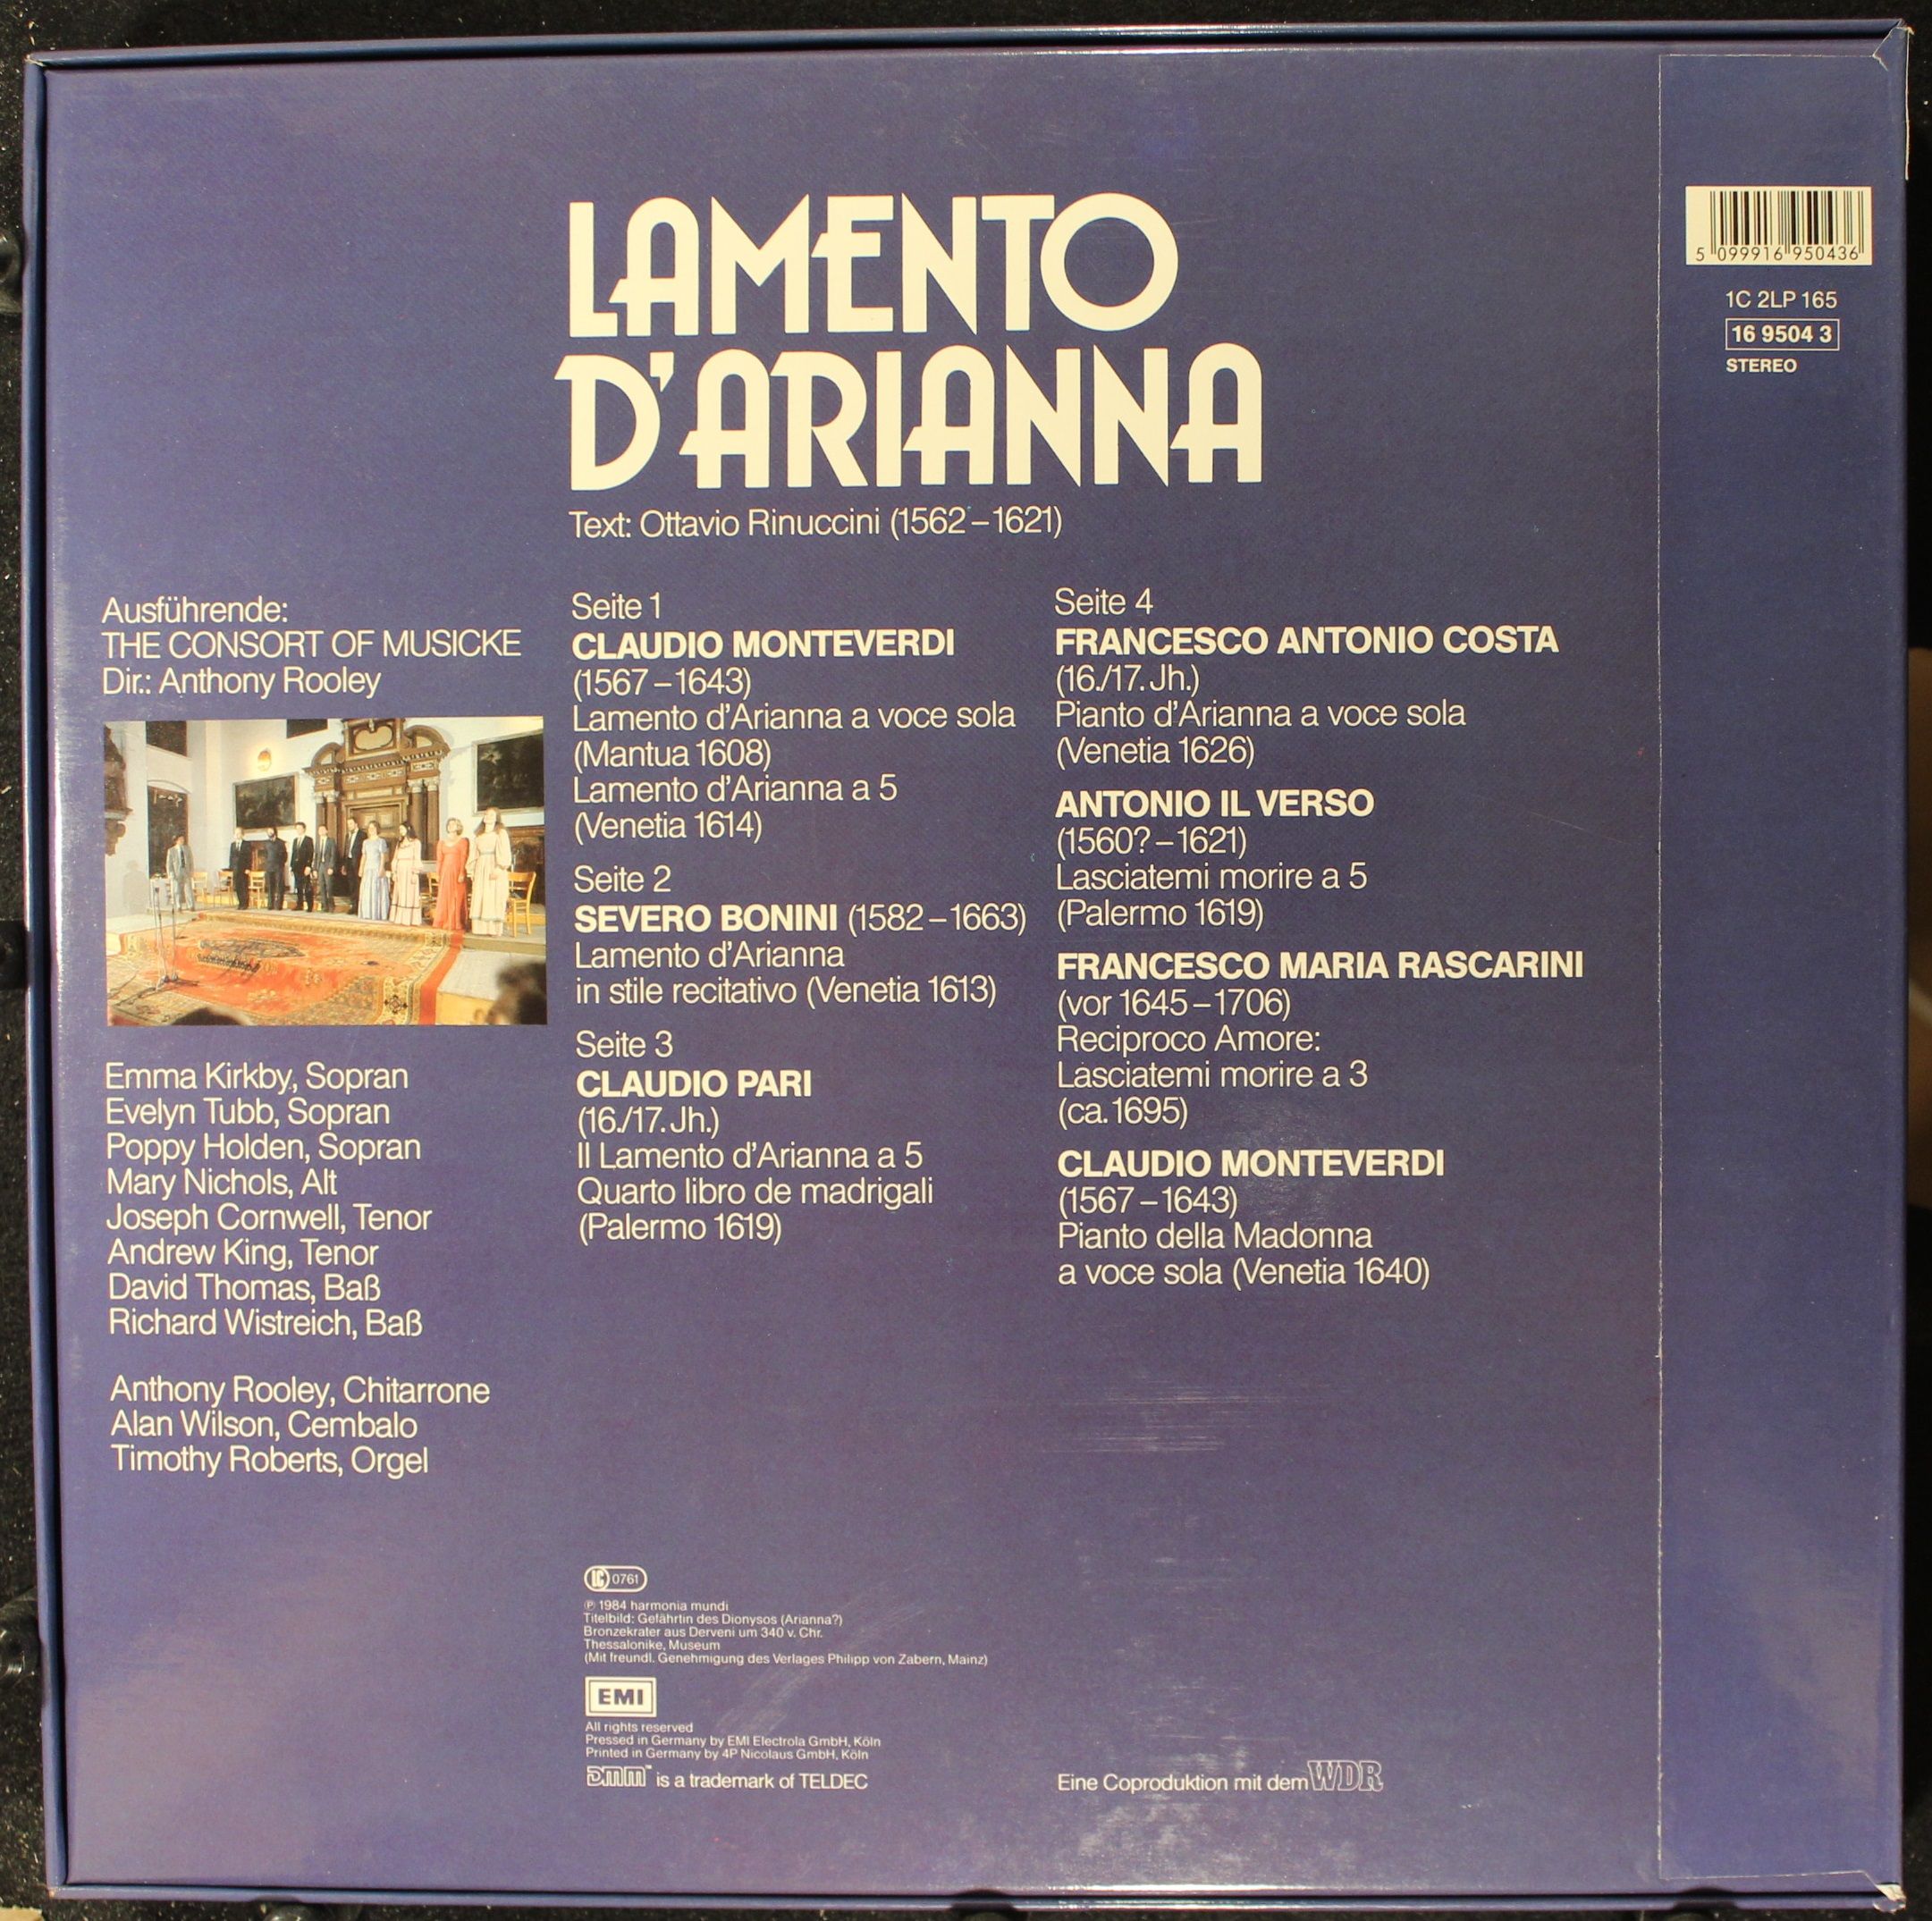 LAMENTO
D'ARIANNA
Text: Ottavio Rinuccini (1562–1621)
5 099916 950436
1C 2LP 165
16 9504 3
STEREO
Ausführende:
THE CONSORT OF MUSICKE
Dir.: Anthony Rooley
Emma Kirkby, Sopran
Evelyn Tubb, Sopran
Poppy Holden, Sopran
Mary Nichols, Alt
Joseph Cornwell, Tenor
Andrew King, Tenor
David Thomas, Baß
Richard Wistreich, Baß
Anthony Rooley, Chitarrone
Alan Wilson, Cembalo
Timothy Roberts, Orgel
Seite 1
CLAUDIO MONTEVERDI
(1567–1643)
Lamento d'Arianna a voce sola
(Mantua 1608)
Lamento d'Arianna a 5
(Venetia 1614)
Seite 2
SEVERO BONINI (1582–1663)
Lamento d'Arianna
in stile recitativo (Venetia 1613)
Seite 3
CLAUDIO PARI
(16./17. Jh.)
Il Lamento d'Arianna a 5
Quarto libro de madrigali
(Palermo 1619)
Seite 4
FRANCESCO ANTONIO COSTA
(16./17. Jh.)
Pianto d'Arianna a voce sola
(Venetia 1626)
ANTONIO IL VERSO
(1560?–1621)
Lasciatemi morire a 5
(Palermo 1619)
FRANCESCO MARIA RASCARINI
(vor 1645–1706)
Reciproco Amore:
Lasciatemi morire a 3
(ca. 1695)
CLAUDIO MONTEVERDI
(1567–1643)
Pianto della Madonna
a voce sola (Venetia 1640)
LC 0761
℗ 1984 harmonia mundi
Titelbild: Gefährtin des Dionysos (Arianna?)
Bronzekrater aus Derveni um 340 v. Chr.
Thessalonike, Museum
(Mit freundl. Genehmigung des Verlages Philipp von Zabern, Mainz)
EMI
All rights reserved
Pressed in Germany by EMI Electrola GmbH, Köln
Printed in Germany by 4P Nicolaus GmbH, Köln
DMM™ is a trademark of TELDEC
Eine Coproduktion mit dem WDR